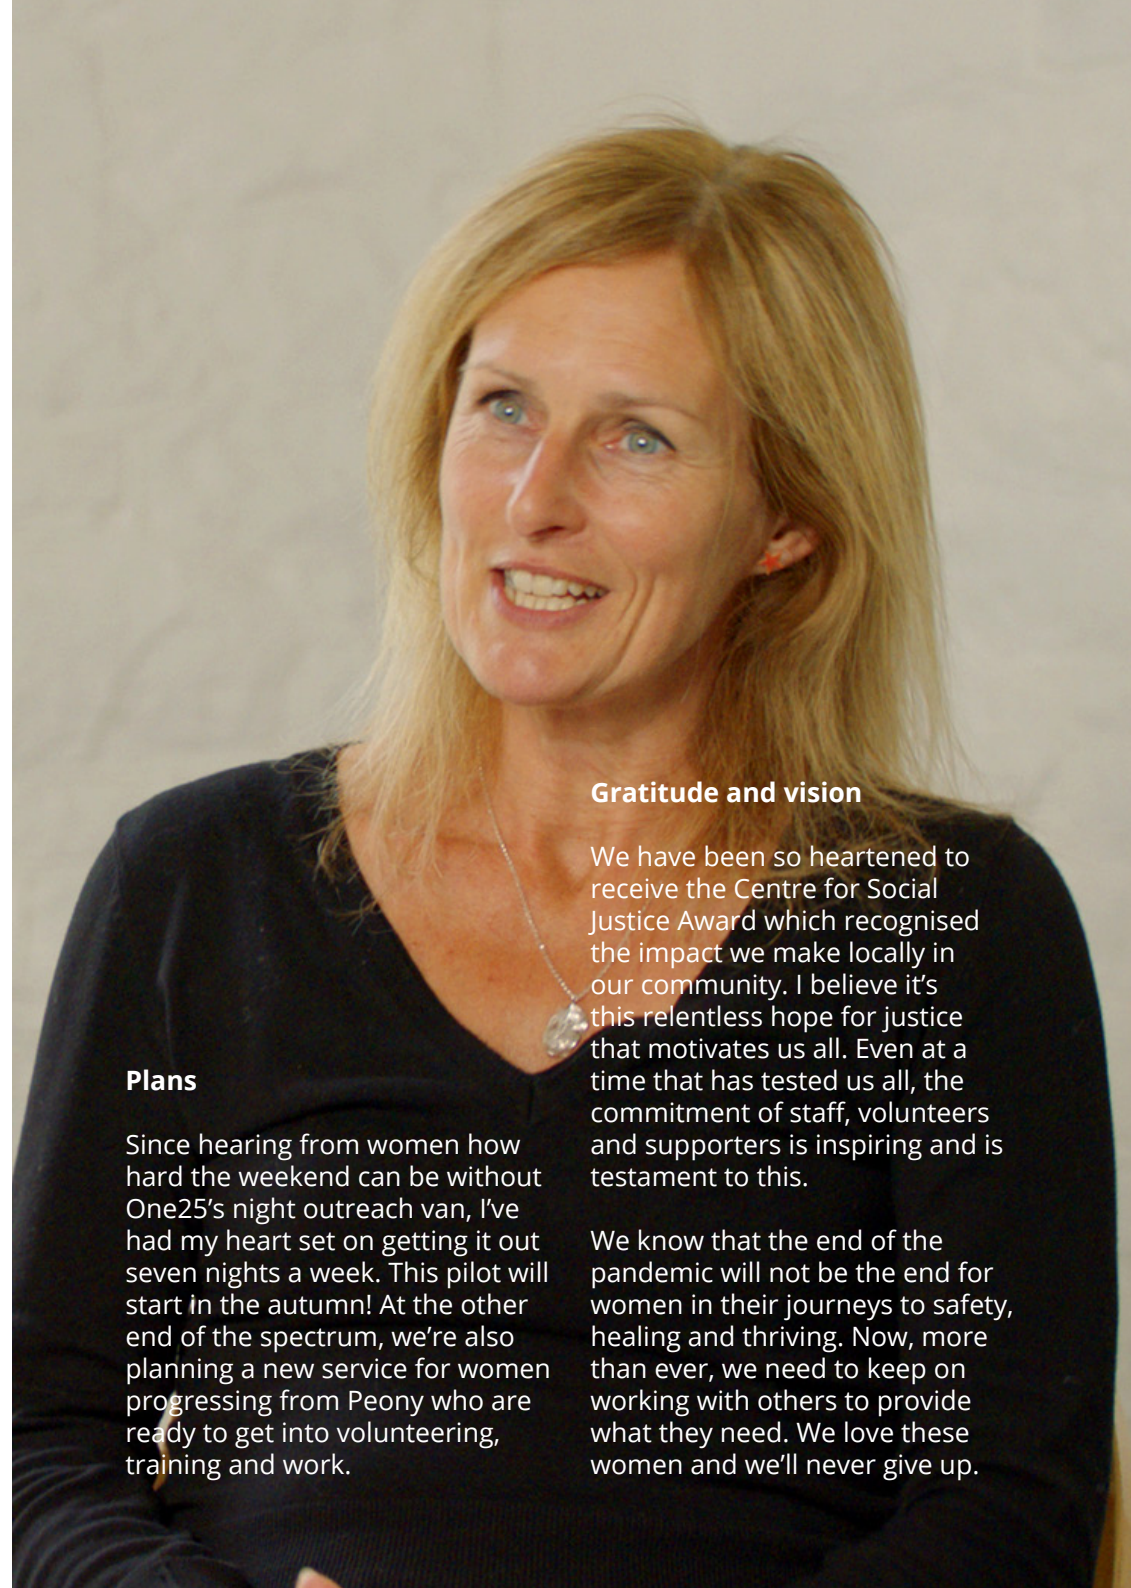 Plans
Since hearing from women how
hard the weekend can be without
One25’s night outreach van, I’ve
had my heart set on getting it out
seven nights a week. This pilot will
start in the autumn! At the other
end of the spectrum, we’re also
planning a new service for women
progressing from Peony who are
ready to get into volunteering,
training and work.
Gratitude and vision
We have been so heartened to
receive the Centre for Social
Justice Award which recognised
the impact we make locally in
our community. I believe it’s
this relentless hope for justice
that motivates us all. Even at a
time that has tested us all, the
commitment of staff, volunteers
and supporters is inspiring and is
testament to this.
We know that the end of the
pandemic will not be the end for
women in their journeys to safety,
healing and thriving. Now, more
than ever, we need to keep on
working with others to provide
what they need. We love these
women and we’ll never give up.